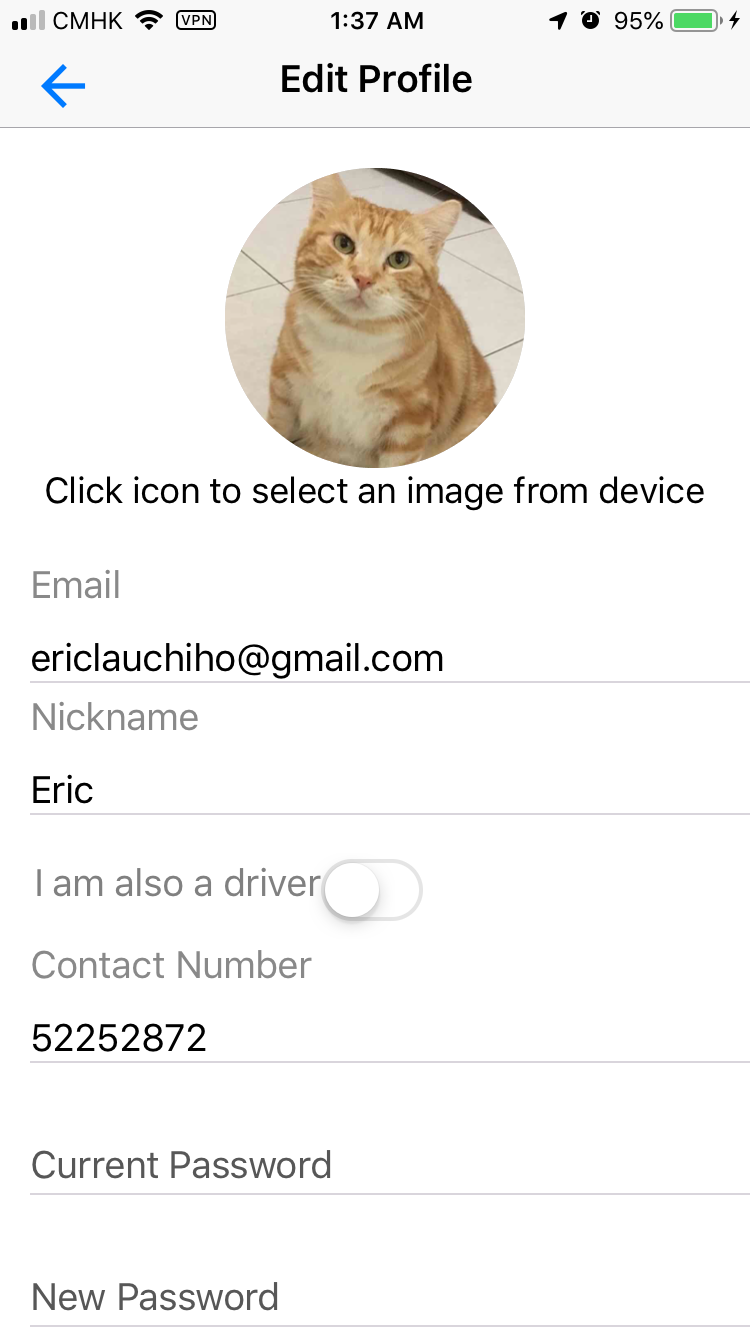 CMHK VPN 1:37 AM 95%
Edit Profile
Click icon to select an image from device
Email
ericlauchiho@gmail.com
Nickname
Eric
I am also a driver
Contact Number
52252872
Current Password
New Password